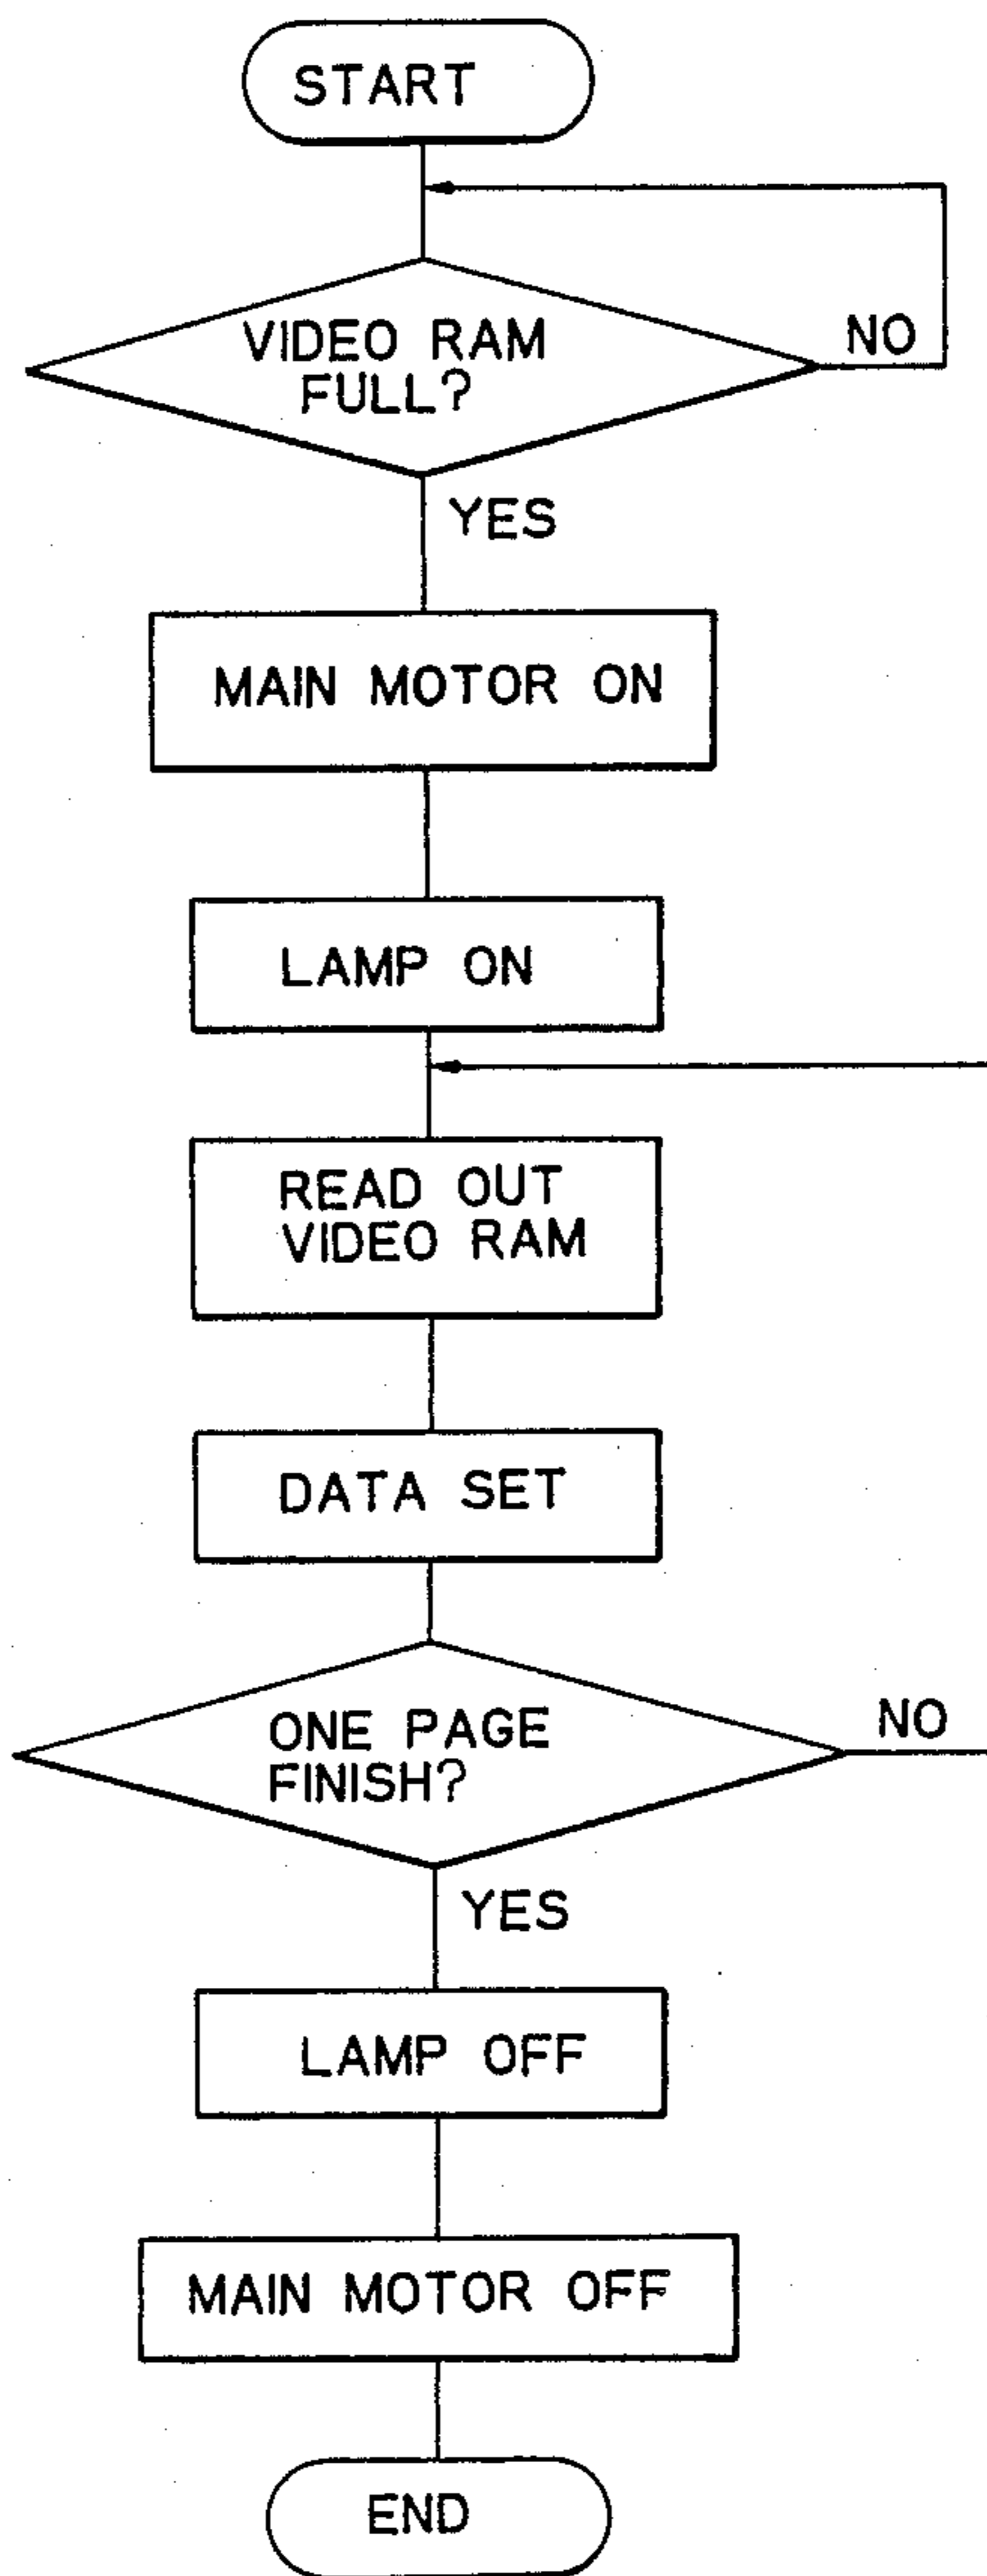 START
VIDEO RAM
FULL?
NO
YES
MAIN MOTOR ON
LAMP ON
READ OUT
VIDEO RAM
DATA SET
ONE PAGE
FINISH?
NO
YES
LAMP OFF
MAIN MOTOR OFF
END